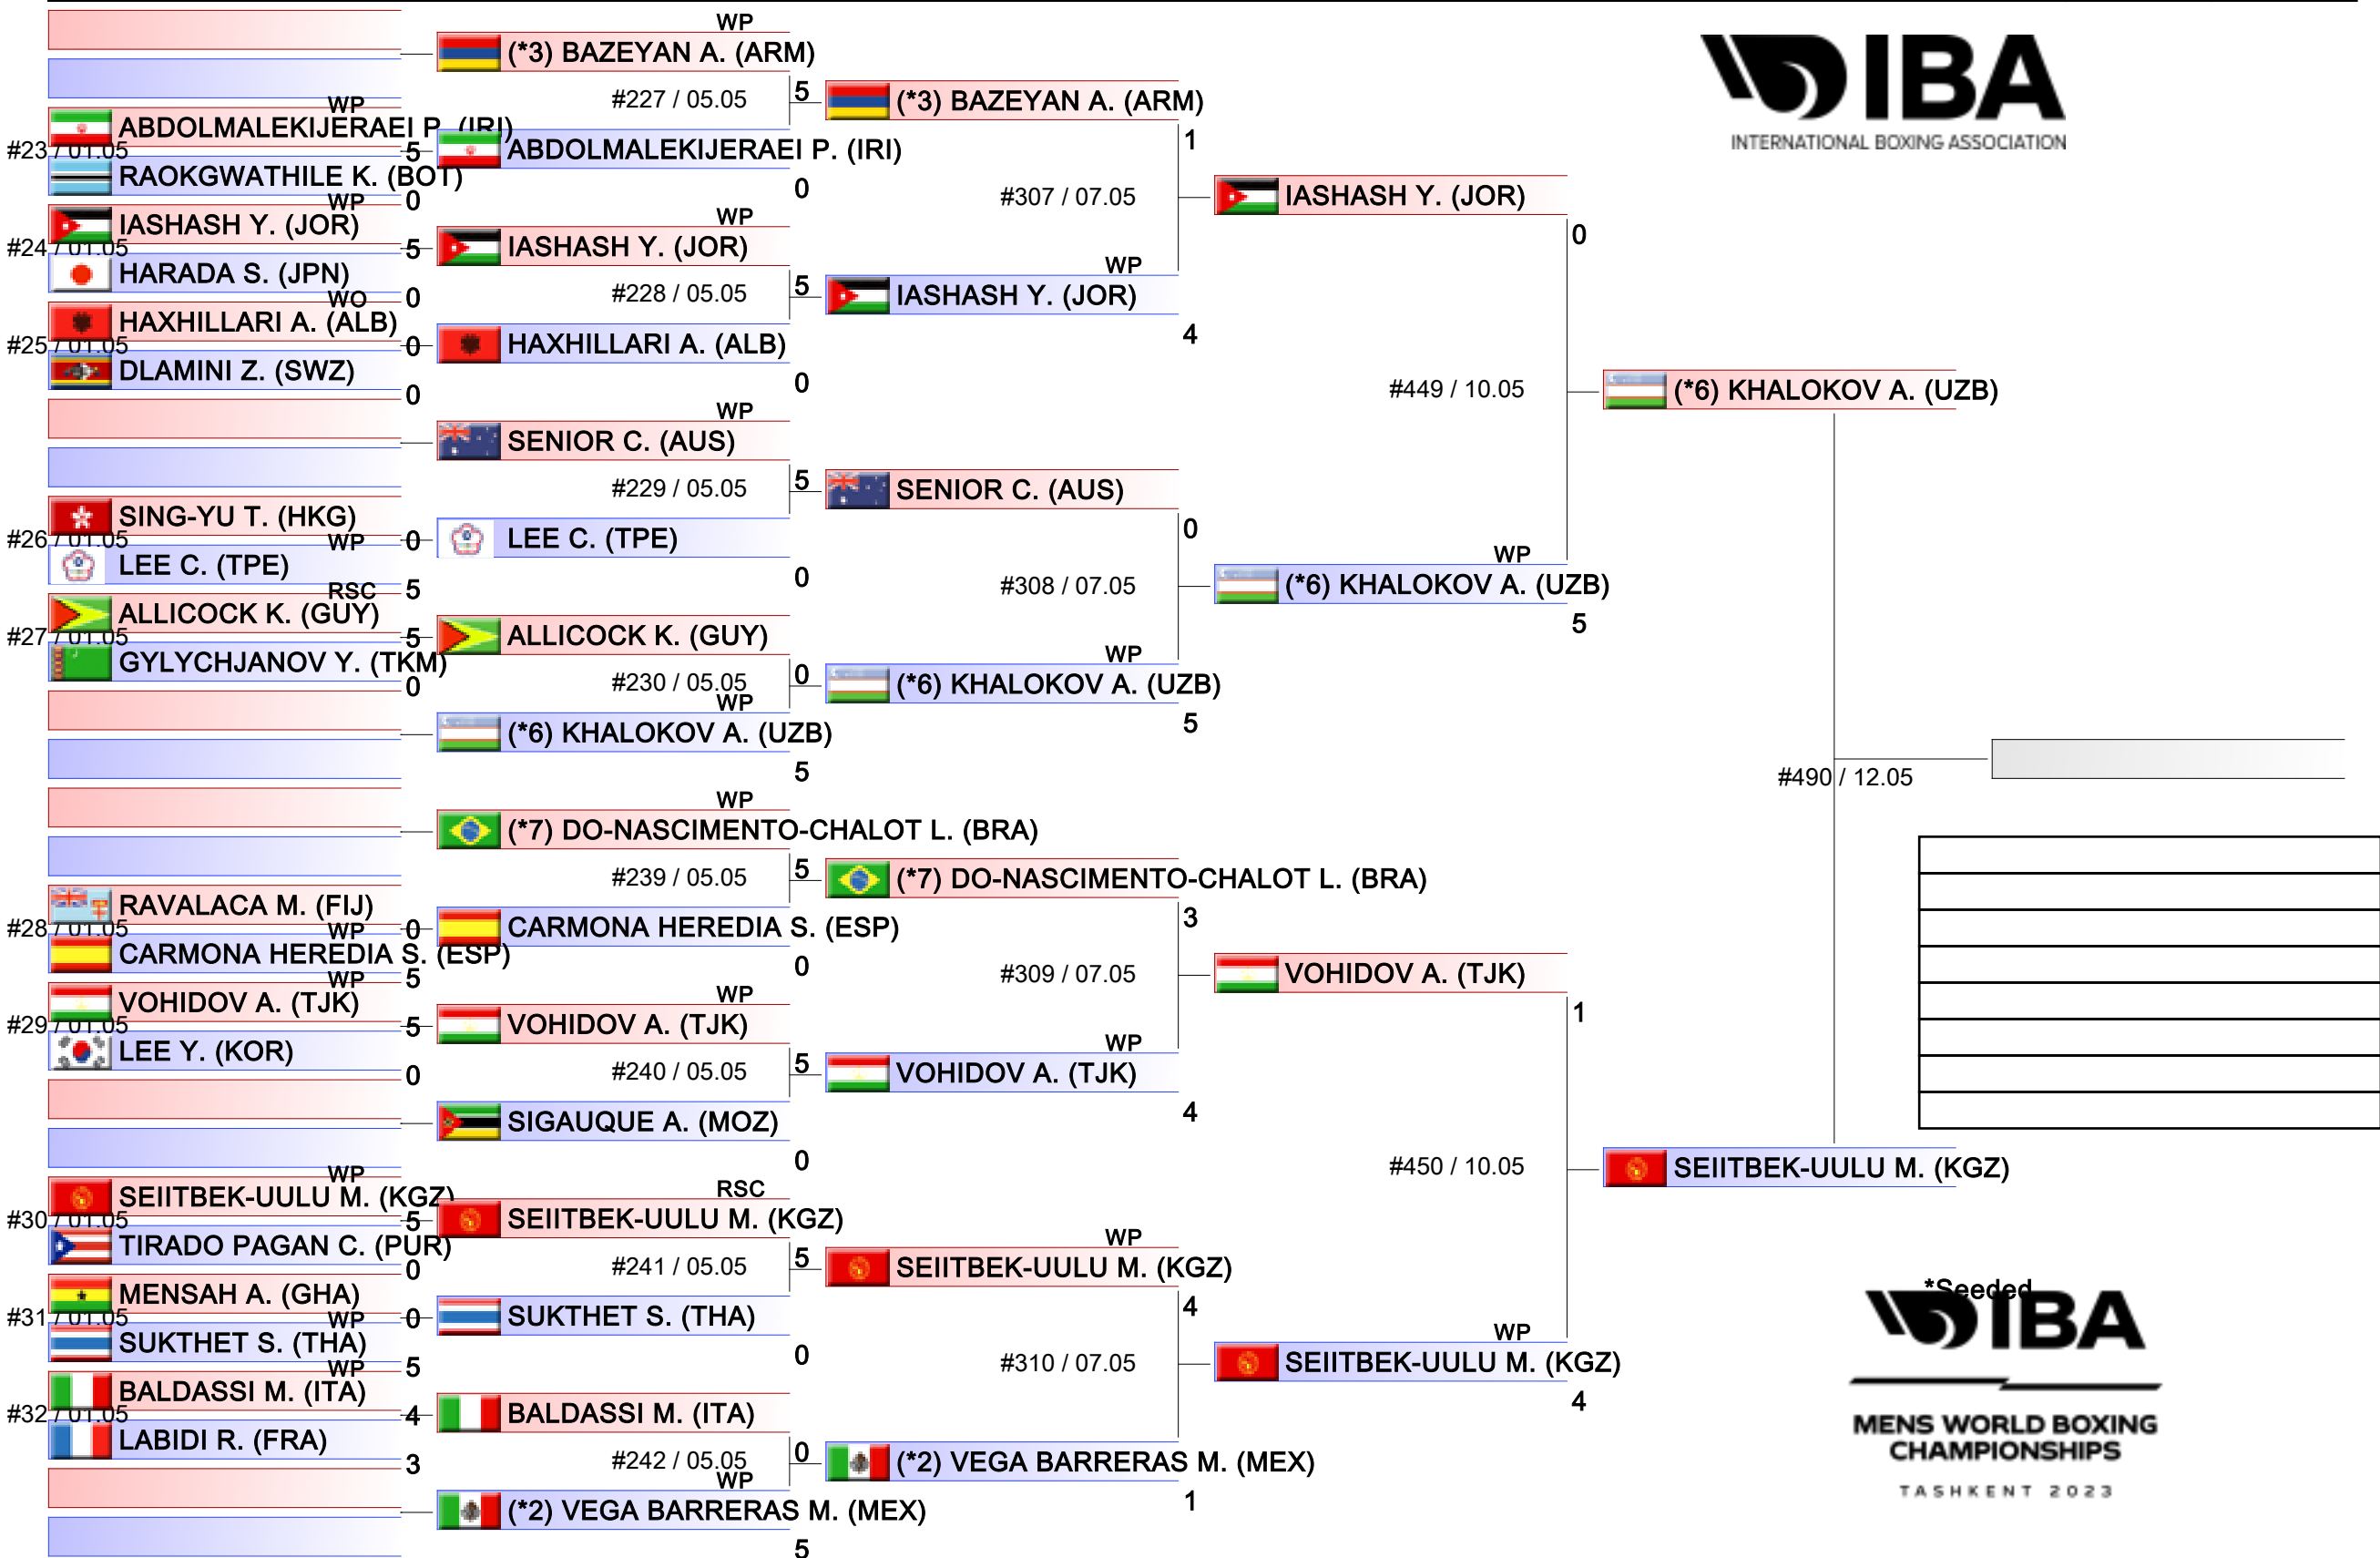 WP
(*3) BAZEYAN A. (ARM)
#227 / 05.05
5
(*3) BAZEYAN A. (ARM)
1
IBA
INTERNATIONAL BOXING ASSOCIATION
WP
ABDOLMALEKIJERAEI P. (IRI)
#23 / 01.05
5
ABDOLMALEKIJERAEI P. (IRI)
0
RAOKGWATHILE K. (BOT)
0
#307 / 07.05
IASHASH Y. (JOR)
0
WP
IASHASH Y. (JOR)
#24 / 01.05
5
HARADA S. (JPN)
0
WP
IASHASH Y. (JOR)
#228 / 05.05
5
WP
IASHASH Y. (JOR)
4
WO
HAXHILLARI A. (ALB)
#25 / 01.05
0
DLAMINI Z. (SWZ)
0
HAXHILLARI A. (ALB)
0
#449 / 10.05
(*6) KHALOKOV A. (UZB)
WP
SENIOR C. (AUS)
#229 / 05.05
5
SENIOR C. (AUS)
0
SING-YU T. (HKG)
#26 / 01.05
WP
0
LEE C. (TPE)
5
LEE C. (TPE)
0
#308 / 07.05
WP
(*6) KHALOKOV A. (UZB)
5
RSC
ALLICOCK K. (GUY)
#27 / 01.05
5
GYLYCHJANOV Y. (TKM)
0
ALLICOCK K. (GUY)
#230 / 05.05
0
WP
(*6) KHALOKOV A. (UZB)
5
WP
(*6) KHALOKOV A. (UZB)
5
#490 / 12.05
WP
(*7) DO-NASCIMENTO-CHALOT L. (BRA)
#239 / 05.05
5
(*7) DO-NASCIMENTO-CHALOT L. (BRA)
3
RAVALACA M. (FIJ)
#28 / 01.05
WP
0
CARMONA HEREDIA S. (ESP)
5
CARMONA HEREDIA S. (ESP)
0
#309 / 07.05
VOHIDOV A. (TJK)
1
WP
VOHIDOV A. (TJK)
#29 / 01.05
5
LEE Y. (KOR)
0
WP
VOHIDOV A. (TJK)
#240 / 05.05
5
WP
VOHIDOV A. (TJK)
4
SIGAUQUE A. (MOZ)
0
#450 / 10.05
SEIITBEK-UULU M. (KGZ)
WP
SEIITBEK-UULU M. (KGZ)
#30 / 01.05
5
TIRADO PAGAN C. (PUR)
0
RSC
SEIITBEK-UULU M. (KGZ)
#241 / 05.05
5
WP
SEIITBEK-UULU M. (KGZ)
4
MENSAH A. (GHA)
#31 / 01.05
WP
0
SUKTHET S. (THA)
5
SUKTHET S. (THA)
0
#310 / 07.05
WP
SEIITBEK-UULU M. (KGZ)
4
WP
BALDASSI M. (ITA)
#32 / 01.05
4
LABIDI R. (FRA)
3
BALDASSI M. (ITA)
#242 / 05.05
0
(*2) VEGA BARRERAS M. (MEX)
1
WP
(*2) VEGA BARRERAS M. (MEX)
5
*Seeded
IBA
MENS WORLD BOXING
CHAMPIONSHIPS
TASHKENT 2023